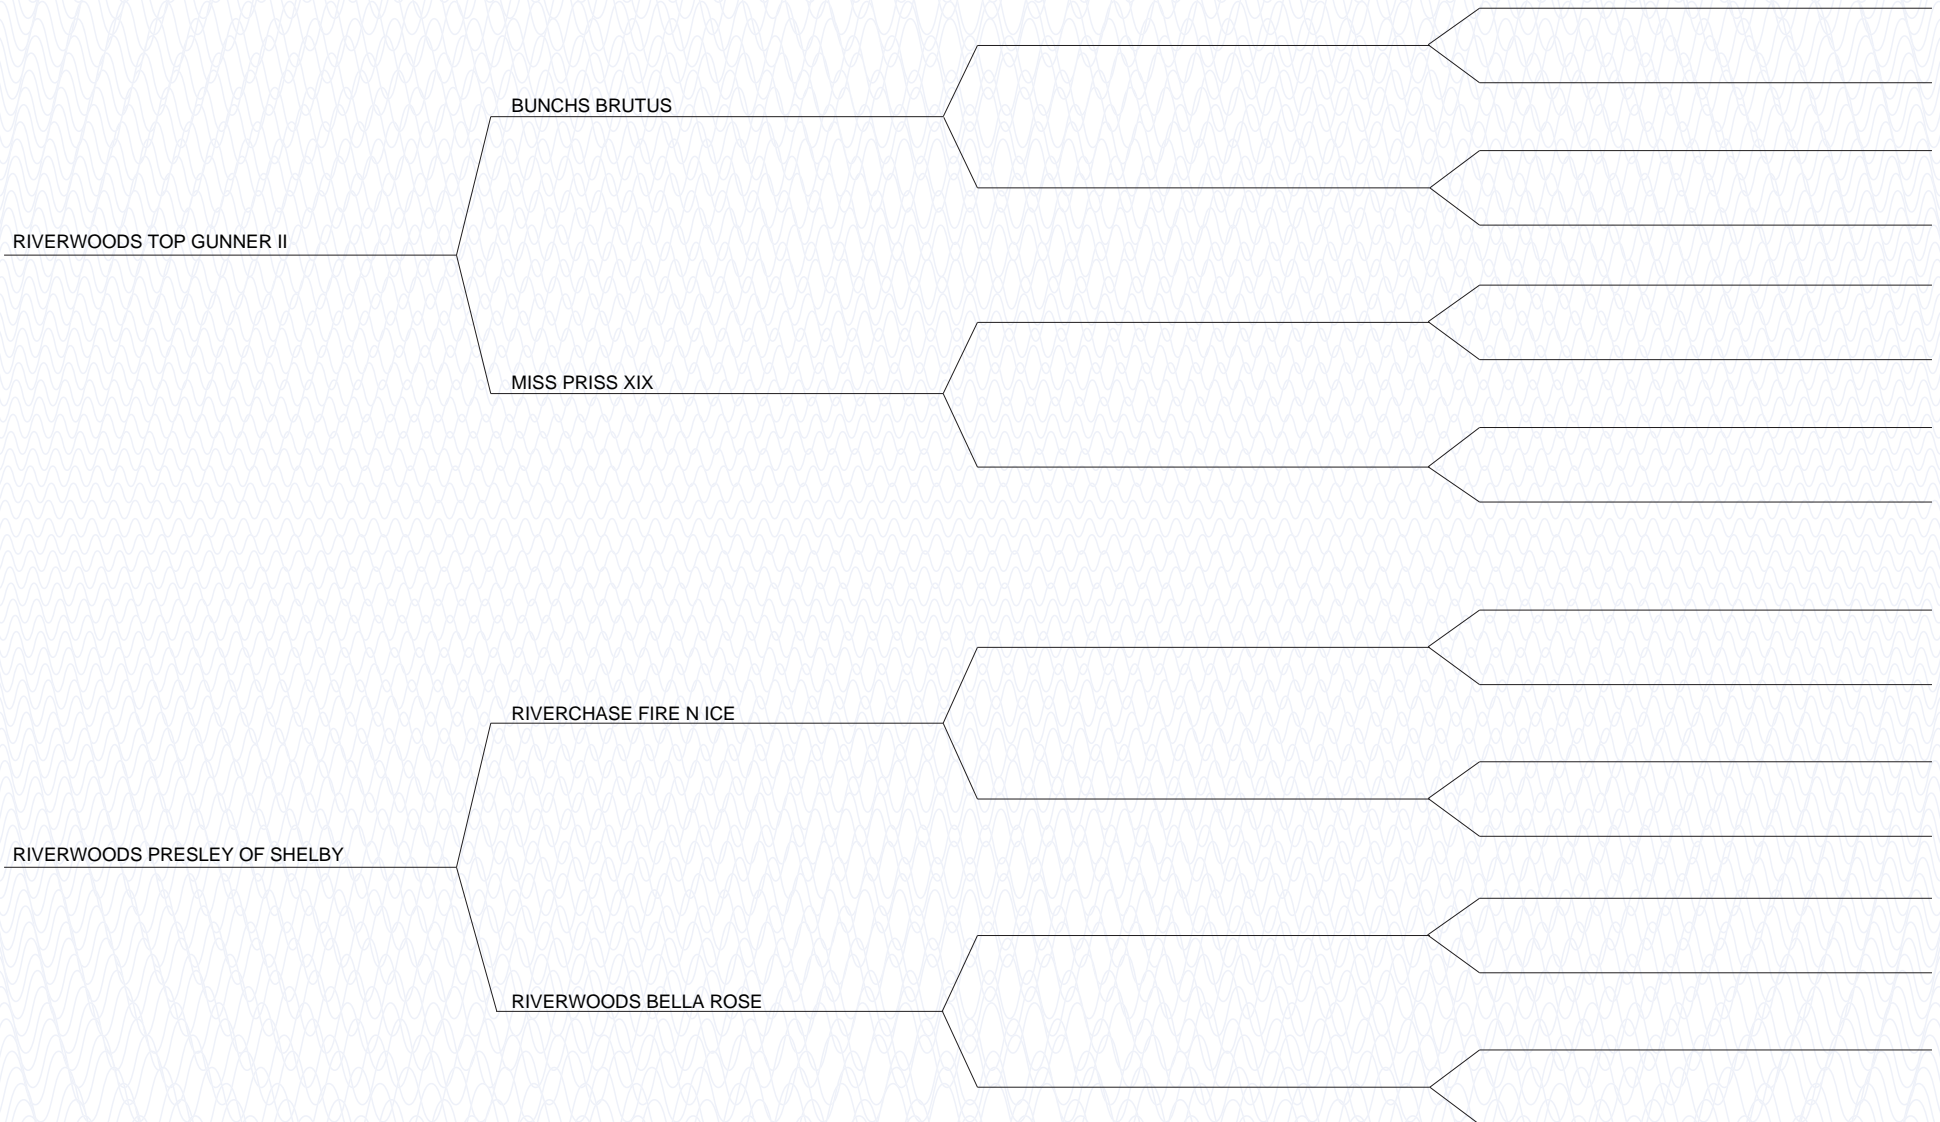 BUNCHS BRUTUS
RIVERWOODS TOP GUNNER II
MISS PRISS XIX
RIVERCHASE FIRE N ICE
RIVERWOODS PRESLEY OF SHELBY
RIVERWOODS BELLA ROSE